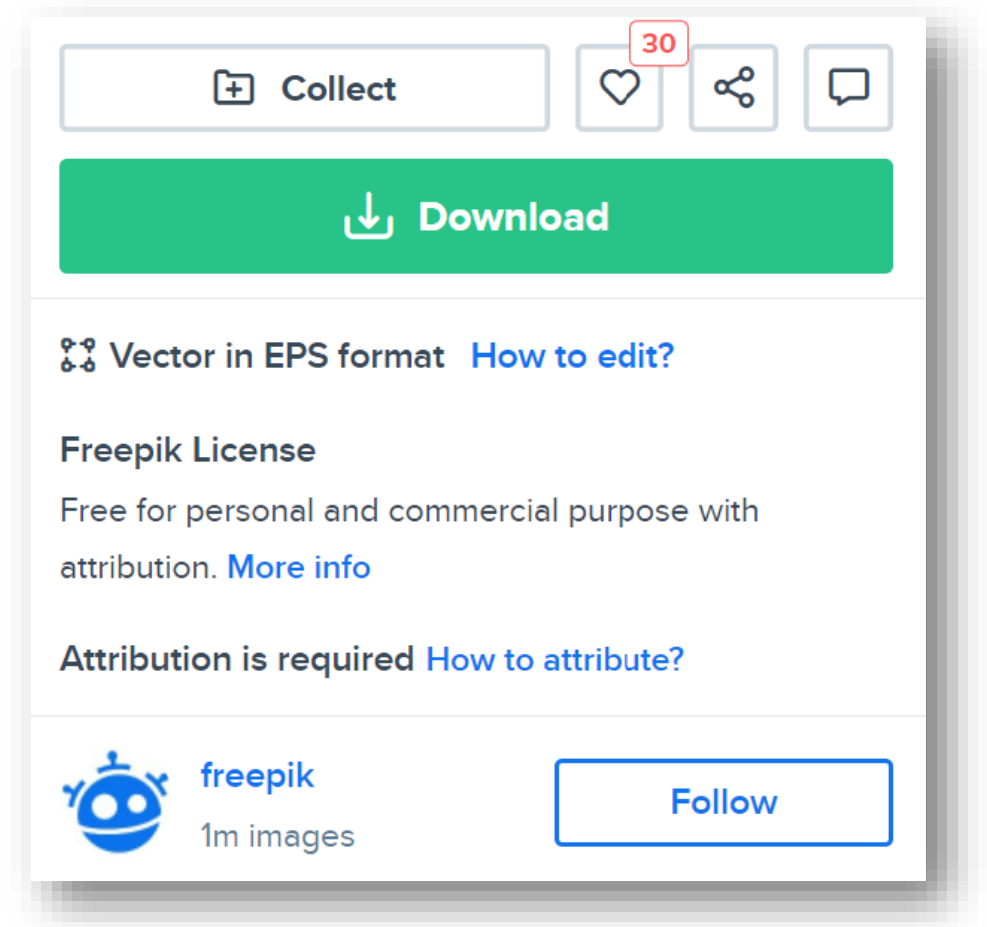 30
Collect
Download
Vector in EPS format How to edit?
Freepik License
Free for personal and commercial purpose with
attribution. More info
Attribution is required How to attribute?
freepik
1m images
Follow